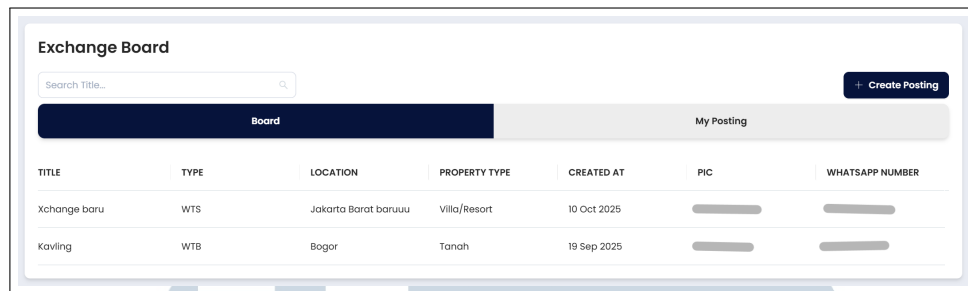 Exchange Board
Search Title...
+ Create Posting
Board My Posting
TITLE TYPE LOCATION PROPERTY TYPE CREATED AT PIC WHATSAPP NUMBER
Xchange baru WTS Jakarta Barat baruuu Villa/Resort 10 Oct 2025
Kavling WTB Bogor Tanah 19 Sep 2025